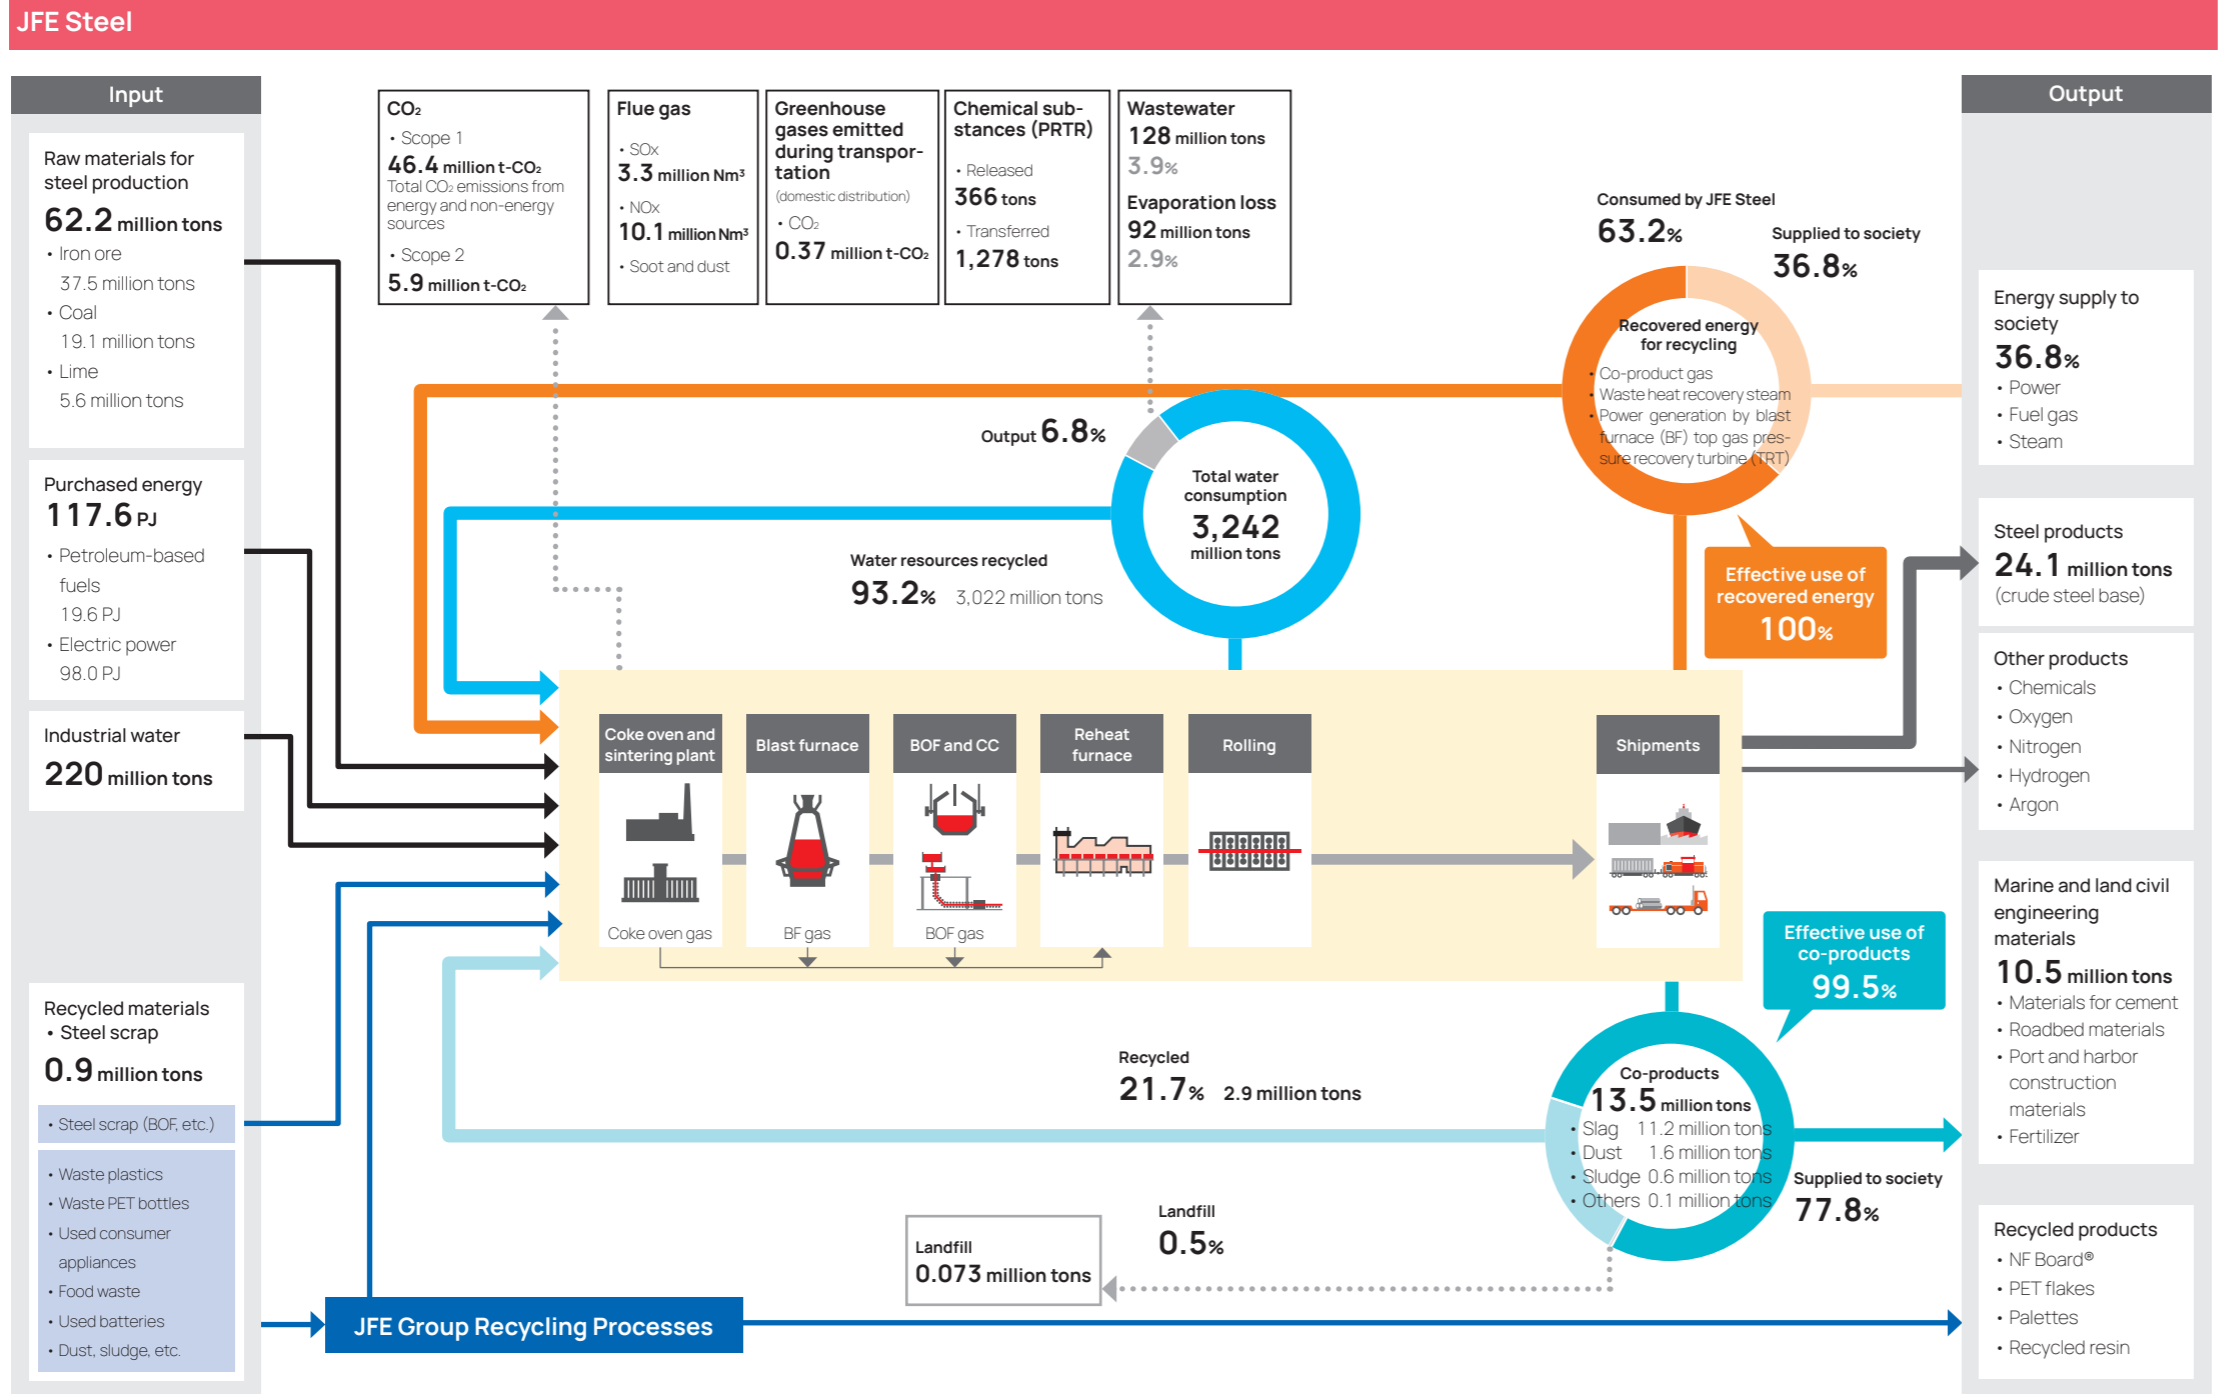 JFE Steel
Input
Raw materials for
steel production
62.2 million tons
• Iron ore
37.5 million tons
• Coal
19.1 million tons
• Lime
5.6 million tons
Purchased energy
117.6 PJ
• Petroleum-based
fuels
19.6 PJ
• Electric power
98.0 PJ
Industrial water
220 million tons
Recycled materials
• Steel scrap
0.9 million tons
• Steel scrap (BOF, etc.)
• Waste plastics
• Waste PET bottles
• Used consumer
appliances
• Food waste
• Used batteries
• Dust, sludge, etc.
CO₂
• Scope 1
46.4 million t-CO₂
Total CO₂ emissions from
energy and non-energy
sources
• Scope 2
5.9 million t-CO₂
Flue gas
• SOx
3.3 million Nm³
• NOx
10.1 million Nm³
• Soot and dust
Greenhouse
gases emitted
during transpor-
tation
(domestic distribution)
• CO₂
0.37 million t-CO₂
Chemical sub-
stances (PRTR)
• Released
366 tons
• Transferred
1,278 tons
Wastewater
128 million tons
3.9%
Evaporation loss
92 million tons
2.9%
Consumed by JFE Steel
63.2%
Supplied to society
36.8%
Recovered energy
for recycling
• Co-product gas
• Waste heat recovery steam
• Power generation by blast
furnace (BF) top gas pres-
sure recovery turbine (TRT)
Effective use of
recovered energy
100%
Output 6.8%
Total water
consumption
3,242
million tons
Water resources recycled
93.2% 3,022 million tons
Coke oven and
sintering plant
Coke oven gas
Blast furnace
BF gas
BOF and CC
BOF gas
Reheat
furnace
Rolling
Shipments
Effective use of
co-products
99.5%
Recycled
21.7% 2.9 million tons
Co-products
13.5 million tons
• Slag 11.2 million tons
• Dust 1.6 million tons
• Sludge 0.6 million tons
• Others 0.1 million tons
Supplied to society
77.8%
Landfill
0.5%
Landfill
0.073 million tons
JFE Group Recycling Processes
Output
Energy supply to
society
36.8%
• Power
• Fuel gas
• Steam
Steel products
24.1 million tons
(crude steel base)
Other products
• Chemicals
• Oxygen
• Nitrogen
• Hydrogen
• Argon
Marine and land civil
engineering
materials
10.5 million tons
• Materials for cement
• Roadbed materials
• Port and harbor
construction
materials
• Fertilizer
Recycled products
• NF Board®
• PET flakes
• Palettes
• Recycled resin